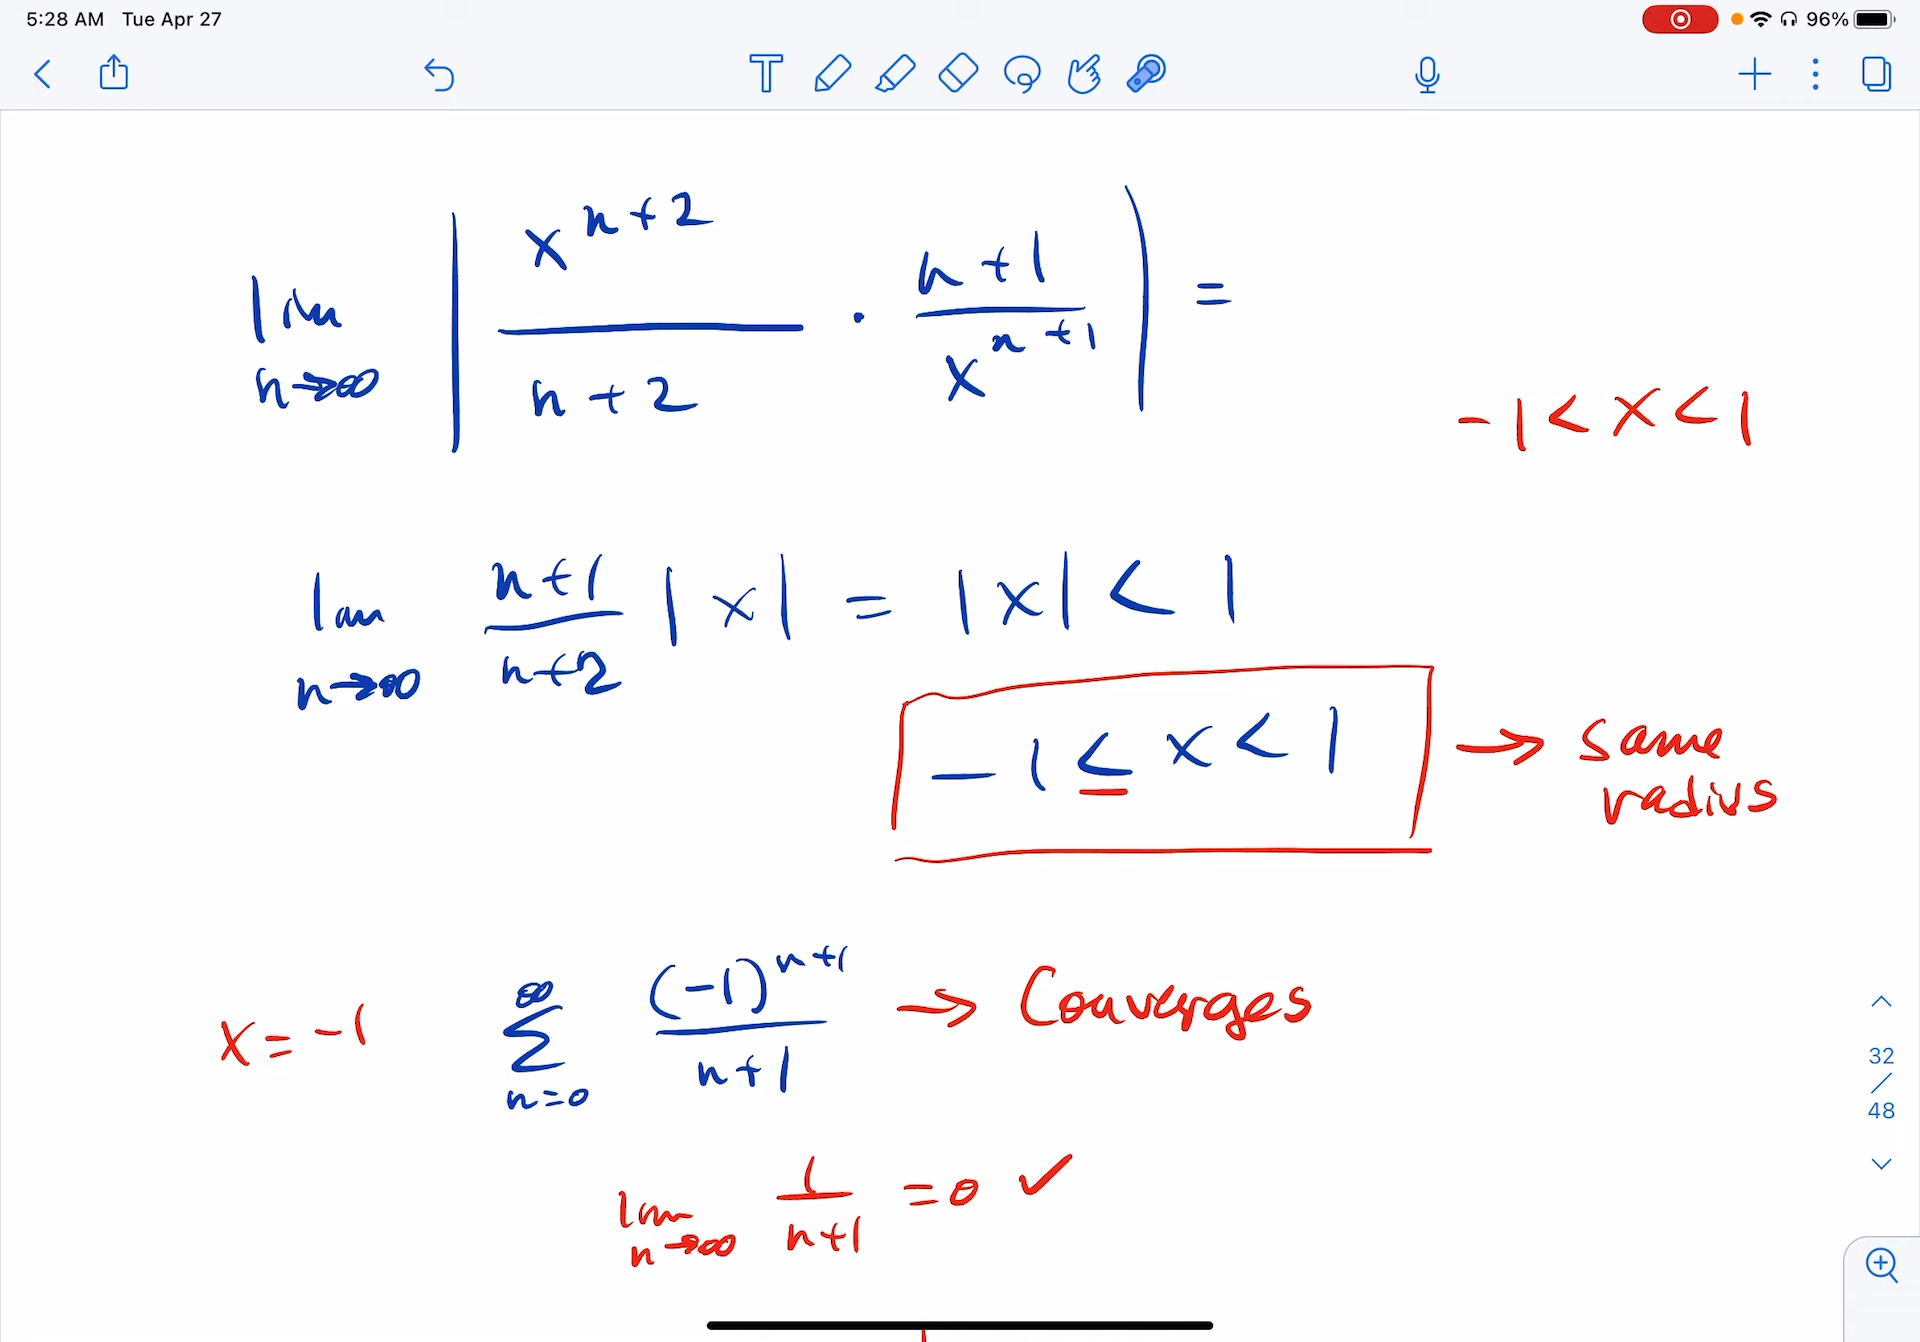 5:28 AM Tue Apr 27
96%
lim n→∞ | x^(n+2) / (n+2) · (n+1) / x^(n+1) | =
-1 < x < 1
lim n→∞ (n+1)/(n+2) |x| = |x| < 1
-1 ≤ x < 1 → same radius
x = -1 ∑ n=0 ∞ (-1)^(n+1) / (n+1) → Converges
lim n→∞ 1/(n+1) = 0 ✓
32 / 48